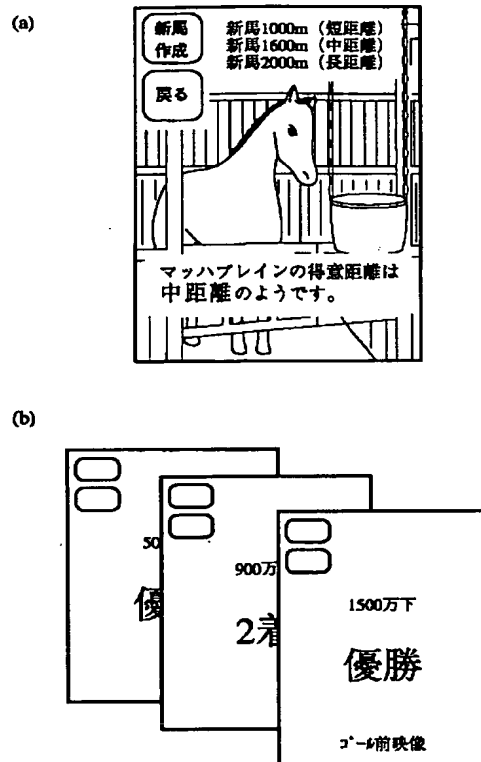 (a)
新馬
作成
戻る
新馬1000m（短距離）
新馬1600m（中距離）
新馬2000m（長距離）
マッハブレインの得意距離は
中距離のようです。
(b)
50
優
900万
2着
1500万下
優勝
ｺﾞｰﾙ前映像